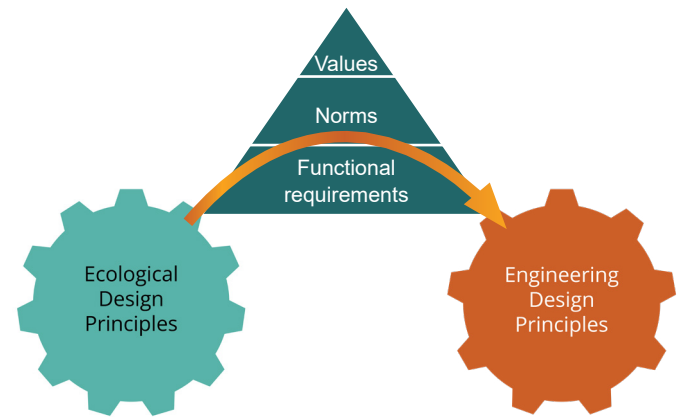 Values
Norms
Functional
requirements
Ecological
Design
Principles
Engineering
Design
Principles